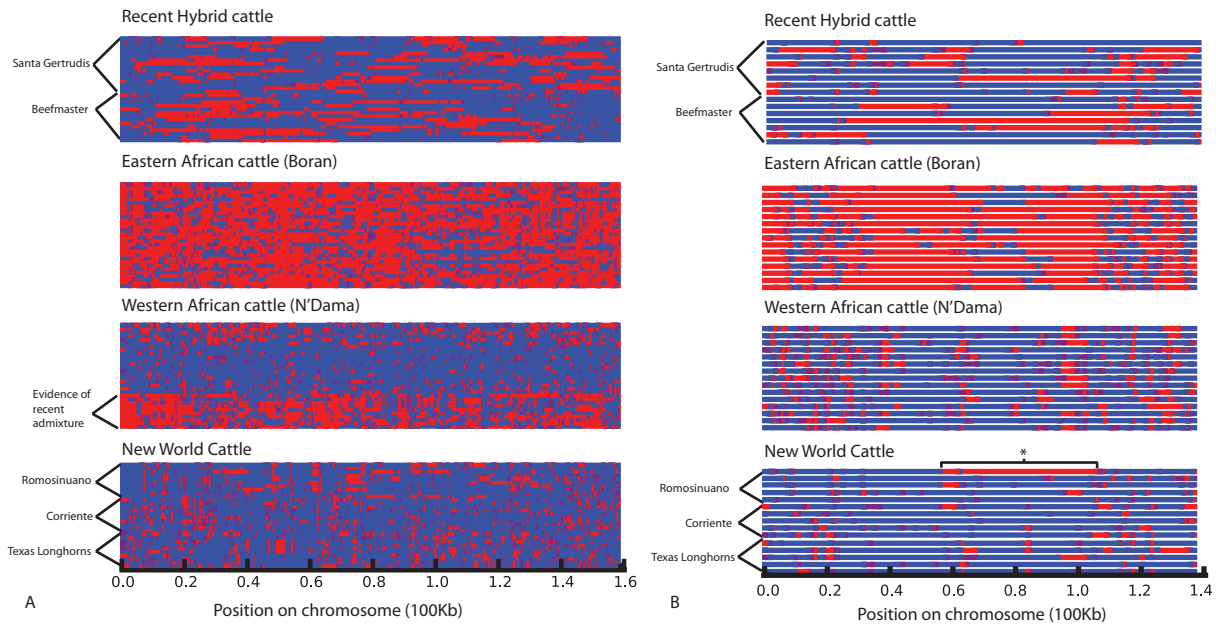 Recent Hybrid cattle
Santa Gertrudis
Beefmaster
Eastern African cattle (Boran)
Western African cattle (N'Dama)
Evidence of
recent
admixture
New World Cattle
Romosinuano
Corriente
Texas Longhorns
0.0 0.2 0.4 0.6 0.8 1.0 1.2 1.4 1.6
A
Position on chromosome (100Kb)
Recent Hybrid cattle
Santa Gertrudis
Beefmaster
Eastern African cattle (Boran)
Western African cattle (N'Dama)
New World Cattle
*
Romosinuano
Corriente
Texas Longhorns
0.0 0.2 0.4 0.6 0.8 1.0 1.2 1.4
B
Position on chromosome (100Kb)